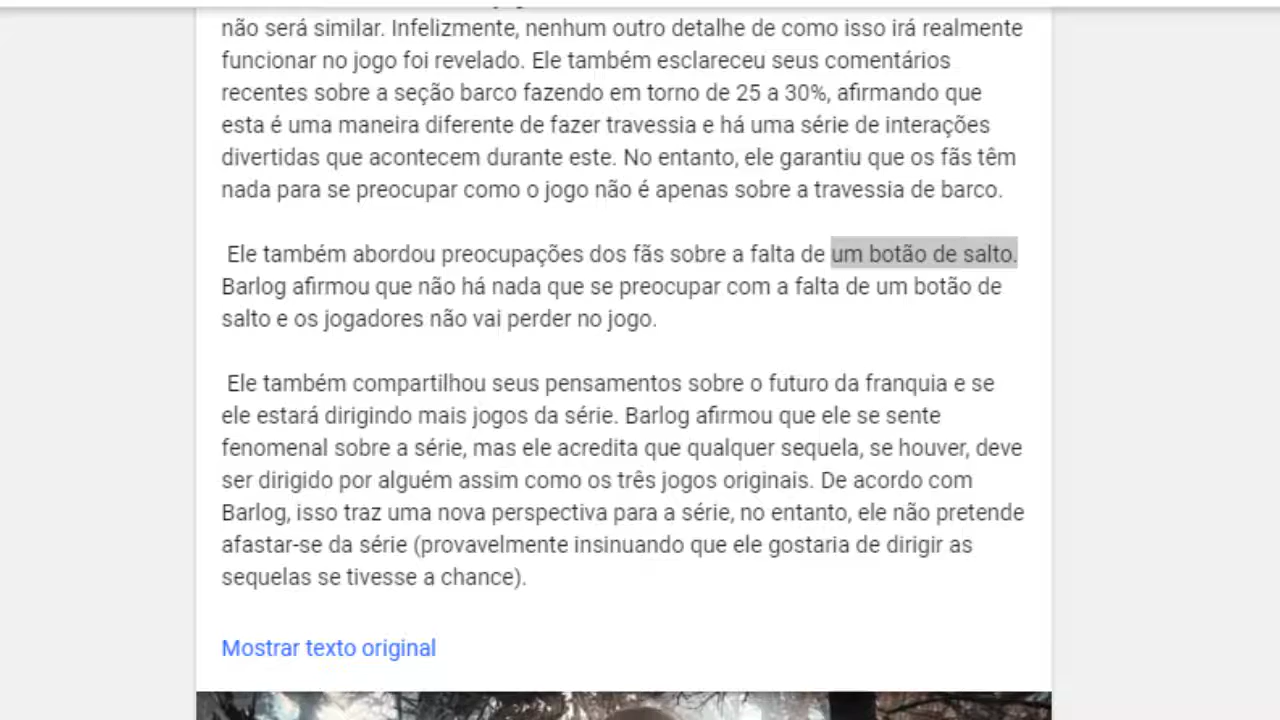 não será similar. Infelizmente, nenhum outro detalhe de como isso irá realmente
funcionar no jogo foi revelado. Ele também esclareceu seus comentários
recentes sobre a seção barco fazendo em torno de 25 a 30%, afirmando que
esta é uma maneira diferente de fazer travessia e há uma série de interações
divertidas que acontecem durante este. No entanto, ele garantiu que os fãs têm
nada para se preocupar como o jogo não é apenas sobre a travessia de barco.
Ele também abordou preocupações dos fãs sobre a falta de um botão de salto.
Barlog afirmou que não há nada que se preocupar com a falta de um botão de
salto e os jogadores não vai perder no jogo.
Ele também compartilhou seus pensamentos sobre o futuro da franquia e se
ele estará dirigindo mais jogos da série. Barlog afirmou que ele se sente
fenomenal sobre a série, mas ele acredita que qualquer sequela, se houver, deve
ser dirigido por alguém assim como os três jogos originais. De acordo com
Barlog, isso traz uma nova perspectiva para a série, no entanto, ele não pretende
afastar-se da série (provavelmente insinuando que ele gostaria de dirigir as
sequelas se tivesse a chance).
Mostrar texto original